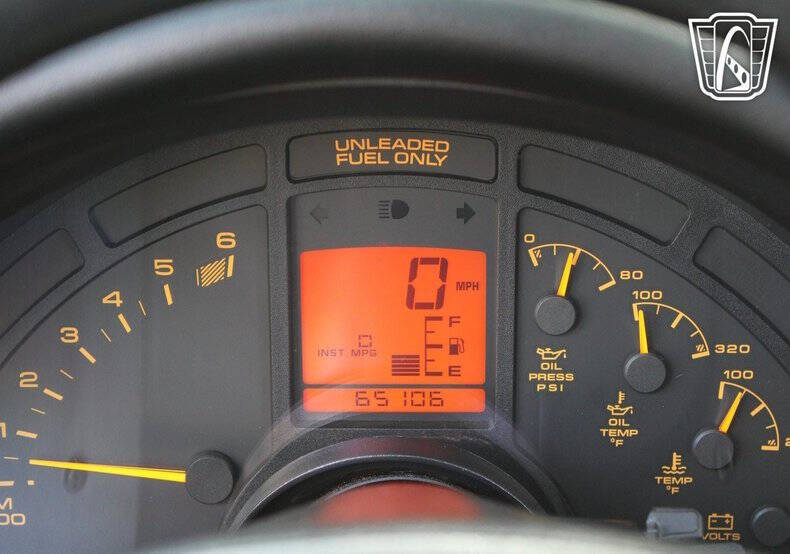 UNLEADED
FUEL ONLY
0 MPH
F
0
INST MPG
E
65106
6
5
4
3
2
1
0 80
OIL
PRESS
PSI
100 320
OIL
TEMP
°F
100
TEMP
°F
VOLTS